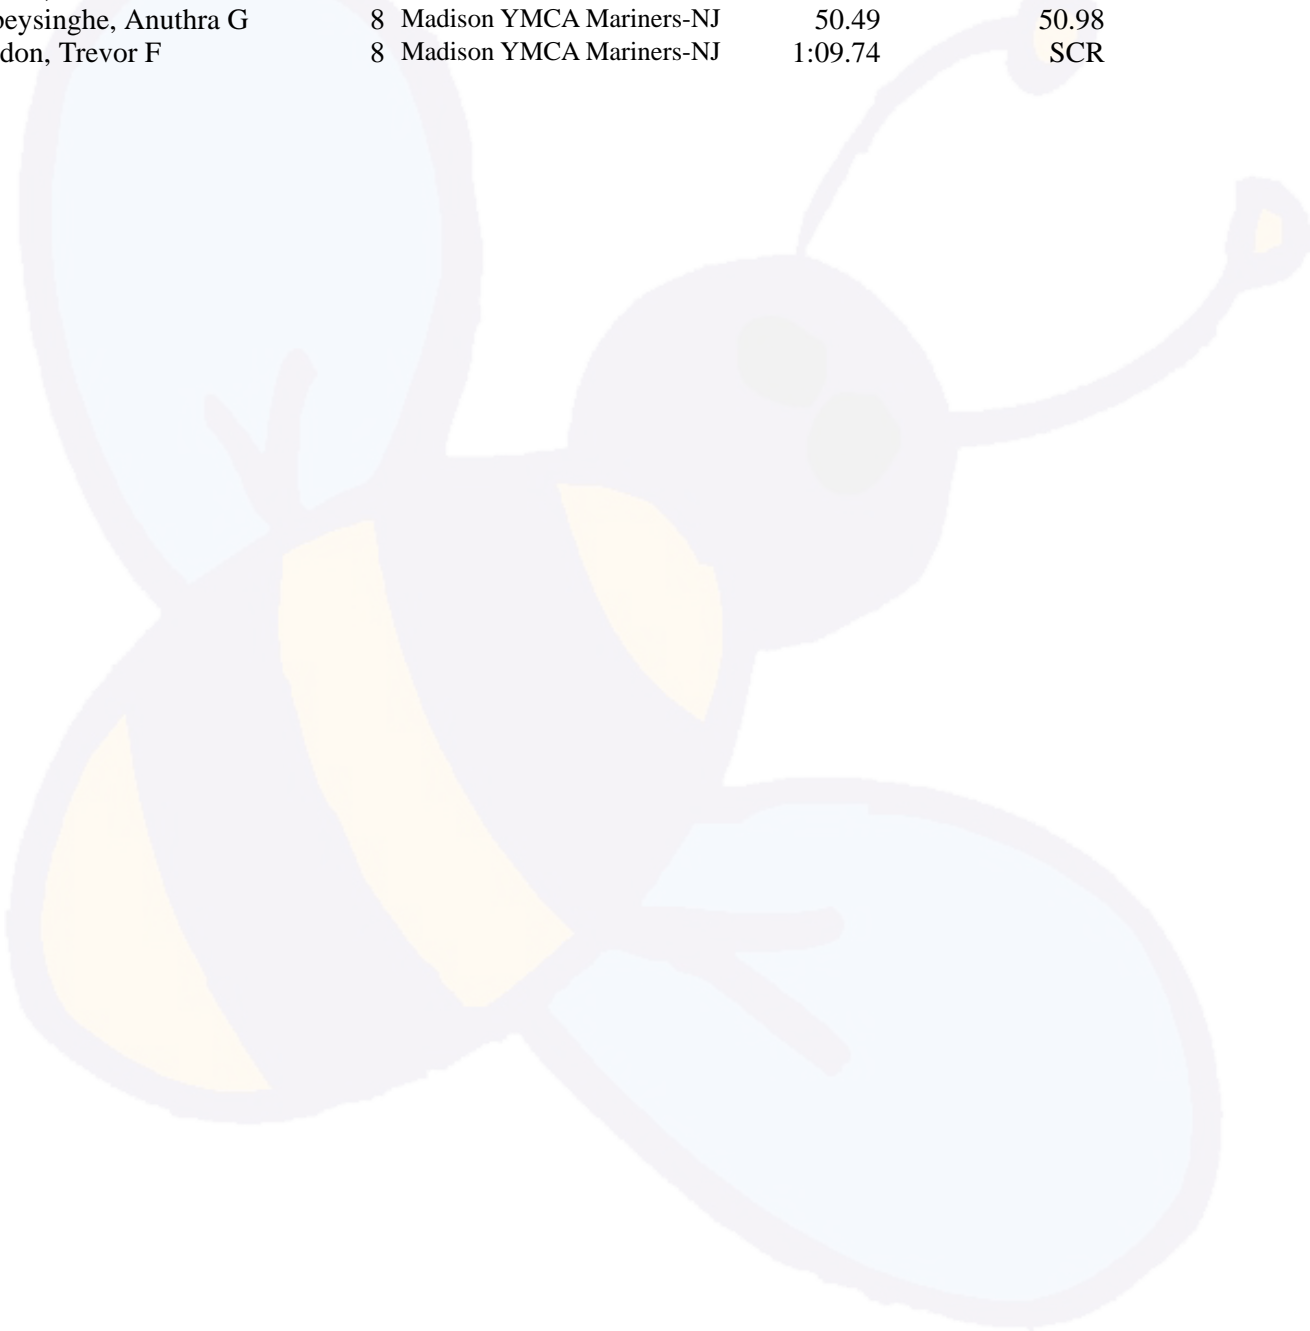 beysinghe, Anuthra G 8 Madison YMCA Mariners-NJ 50.49 50.98
don, Trevor F 8 Madison YMCA Mariners-NJ 1:09.74 SCR